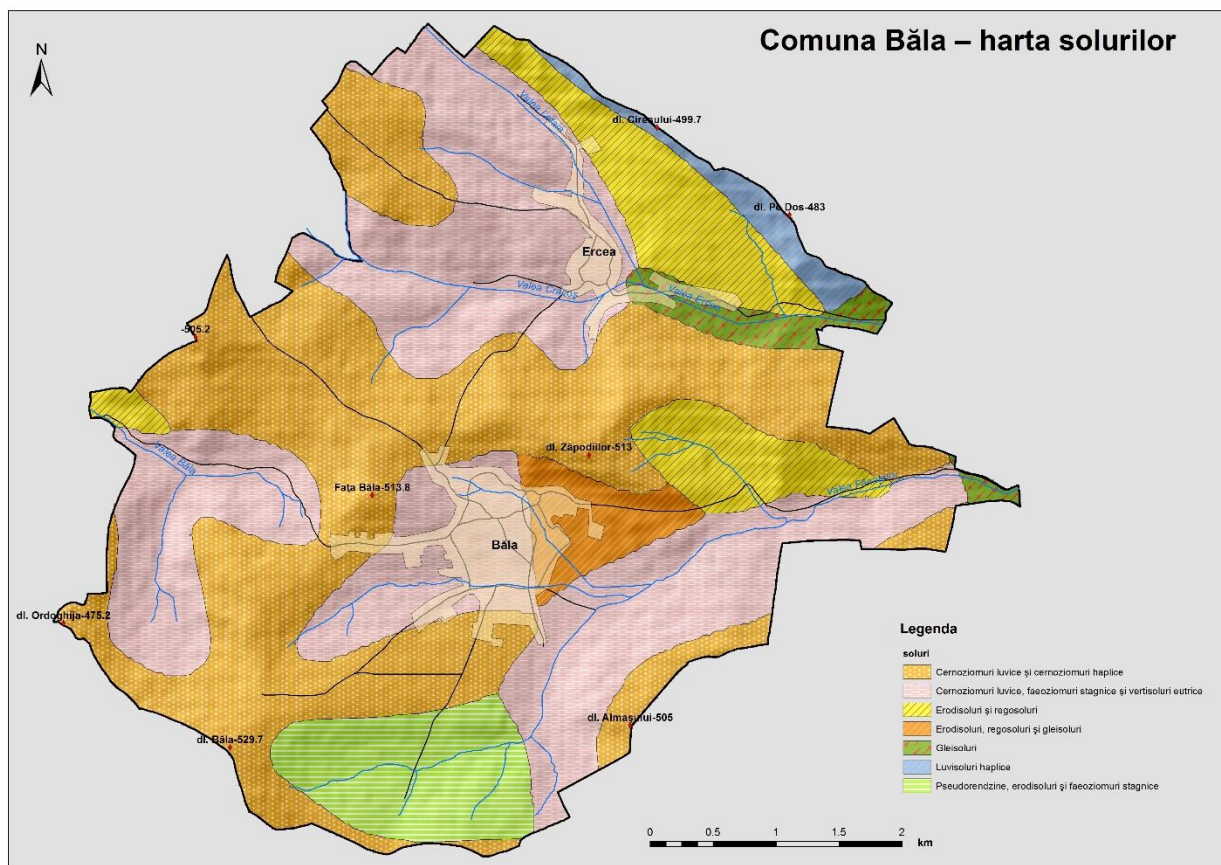 Comuna Băla – harta solurilor
N
Valea Lefaia
dl. Cireșului-499.7
dl. Pe Dos-483
Ercea
Valea Ercea
-505.2
Valea Băla
dl. Zăpodiilor-513
Fața Băla-513.8
Băla
dl. Ordoghija-475.2
dl. Almașului-505
dl. Băla-529.7
Legenda
soluri
Cernoziomuri luvice și cernoziomuri haplice
Cernoziomuri luvice, faeoziomuri stagnice și vertisoluri eutrice
Erodisoluri și regosoluri
Erodisoluri, regosoluri și gleisoluri
Gleisoluri
Luvisoluri haplice
Pseudorendzine, erodisoluri și faeoziomuri stagnice
0 0.5 1 1.5 2
km